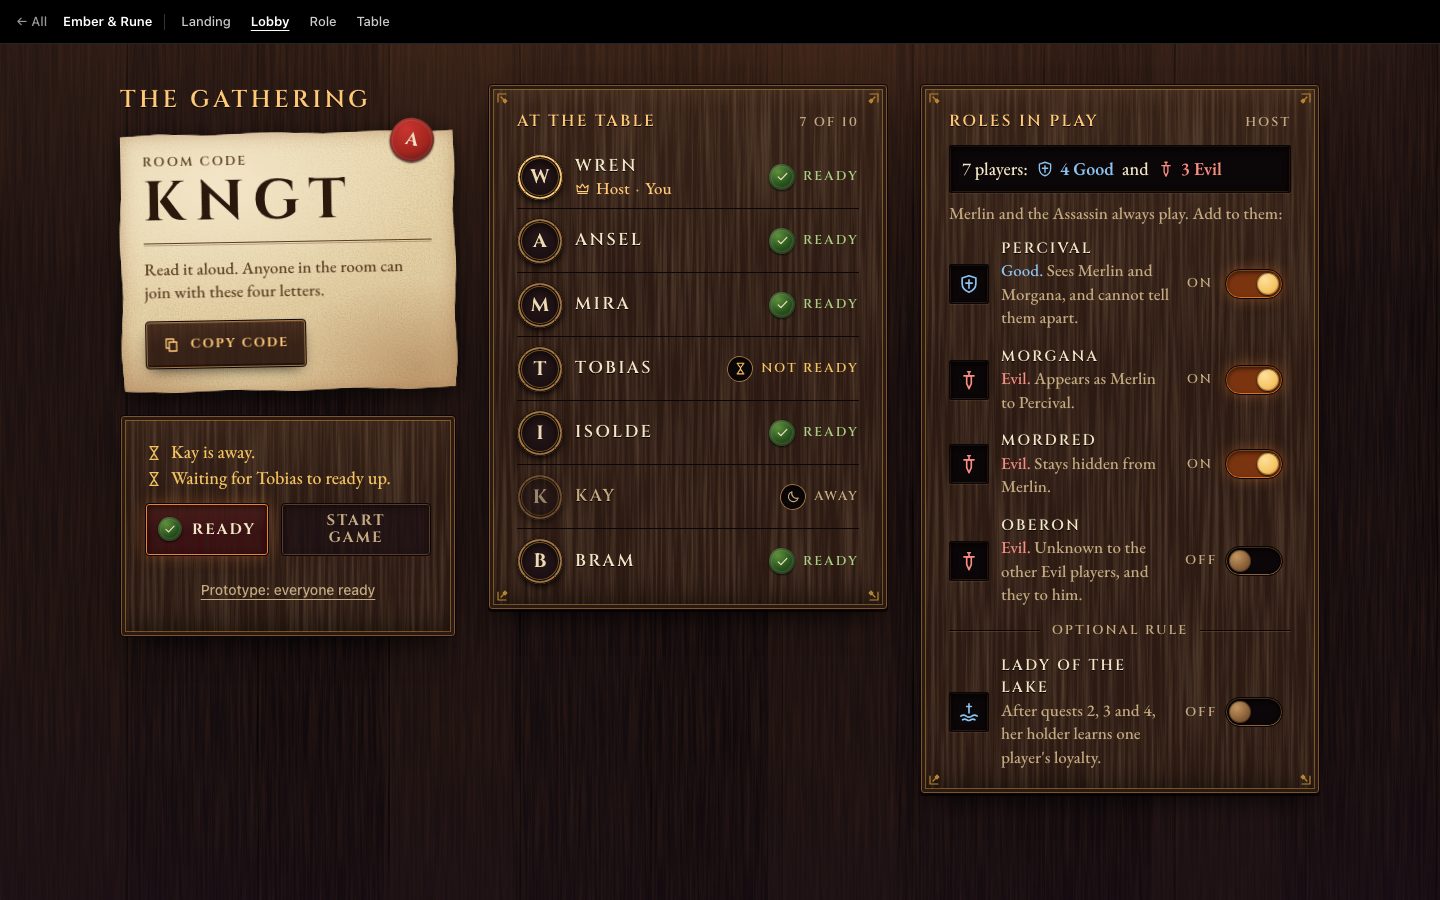 ← All Ember & Rune Landing Lobby Role Table
THE GATHERING
A
ROOM CODE
KNGT
Read it aloud. Anyone in the room can
join with these four letters.
COPY CODE
Kay is away.
Waiting for Tobias to ready up.
READY
START
GAME
Prototype: everyone ready
AT THE TABLE 7 OF 10
W WREN READY
Host · You
A ANSEL READY
M MIRA READY
T TOBIAS NOT READY
I ISOLDE READY
K KAY AWAY
B BRAM READY
ROLES IN PLAY HOST
7 players: 4 Good and 3 Evil
Merlin and the Assassin always play. Add to them:
PERCIVAL
Good. Sees Merlin and
Morgana, and cannot tell
them apart.
ON
MORGANA
Evil. Appears as Merlin
to Percival.
ON
MORDRED
Evil. Stays hidden from
Merlin.
ON
OBERON
Evil. Unknown to the
other Evil players, and
they to him.
OFF
OPTIONAL RULE
LADY OF THE
LAKE
After quests 2, 3 and 4,
her holder learns one
player's loyalty.
OFF